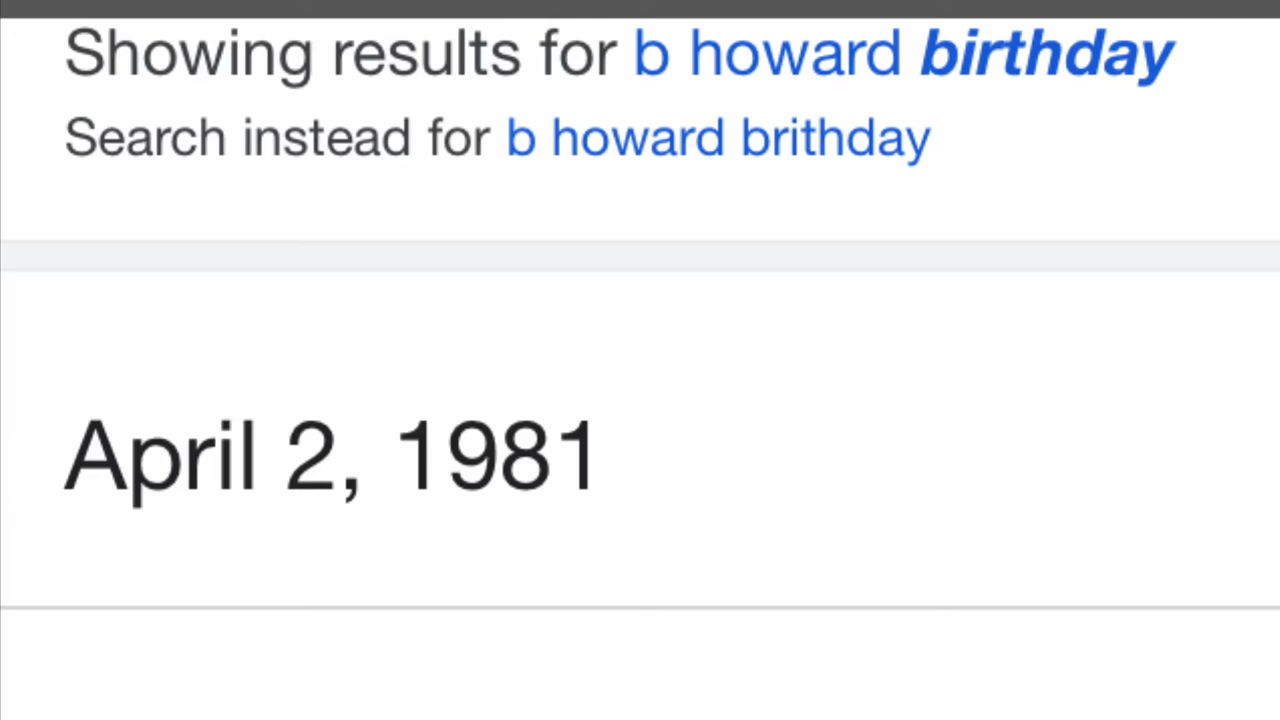 Showing results for b howard birthday
Search instead for b howard brithday
April 2, 1981